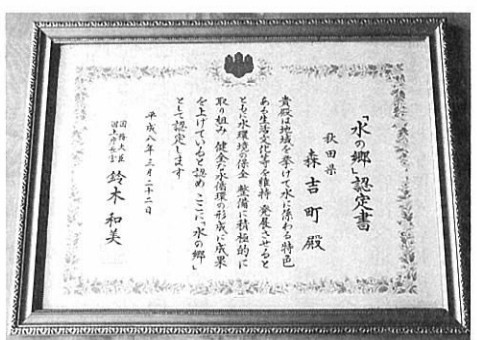 「水の郷」認定書
秋田県
森吉町殿
貴殿は地域を挙げて水に係わる特色
ある生活文化等を維持 発展させると
ともに水環境の保全 整備に積極的に
取り組み 健全な水循環の形成に成果
を上げていると認め ここに、「水の郷」
として認定します
平成八年三月二十二日
国務大臣
国土庁長官
鈴木和美